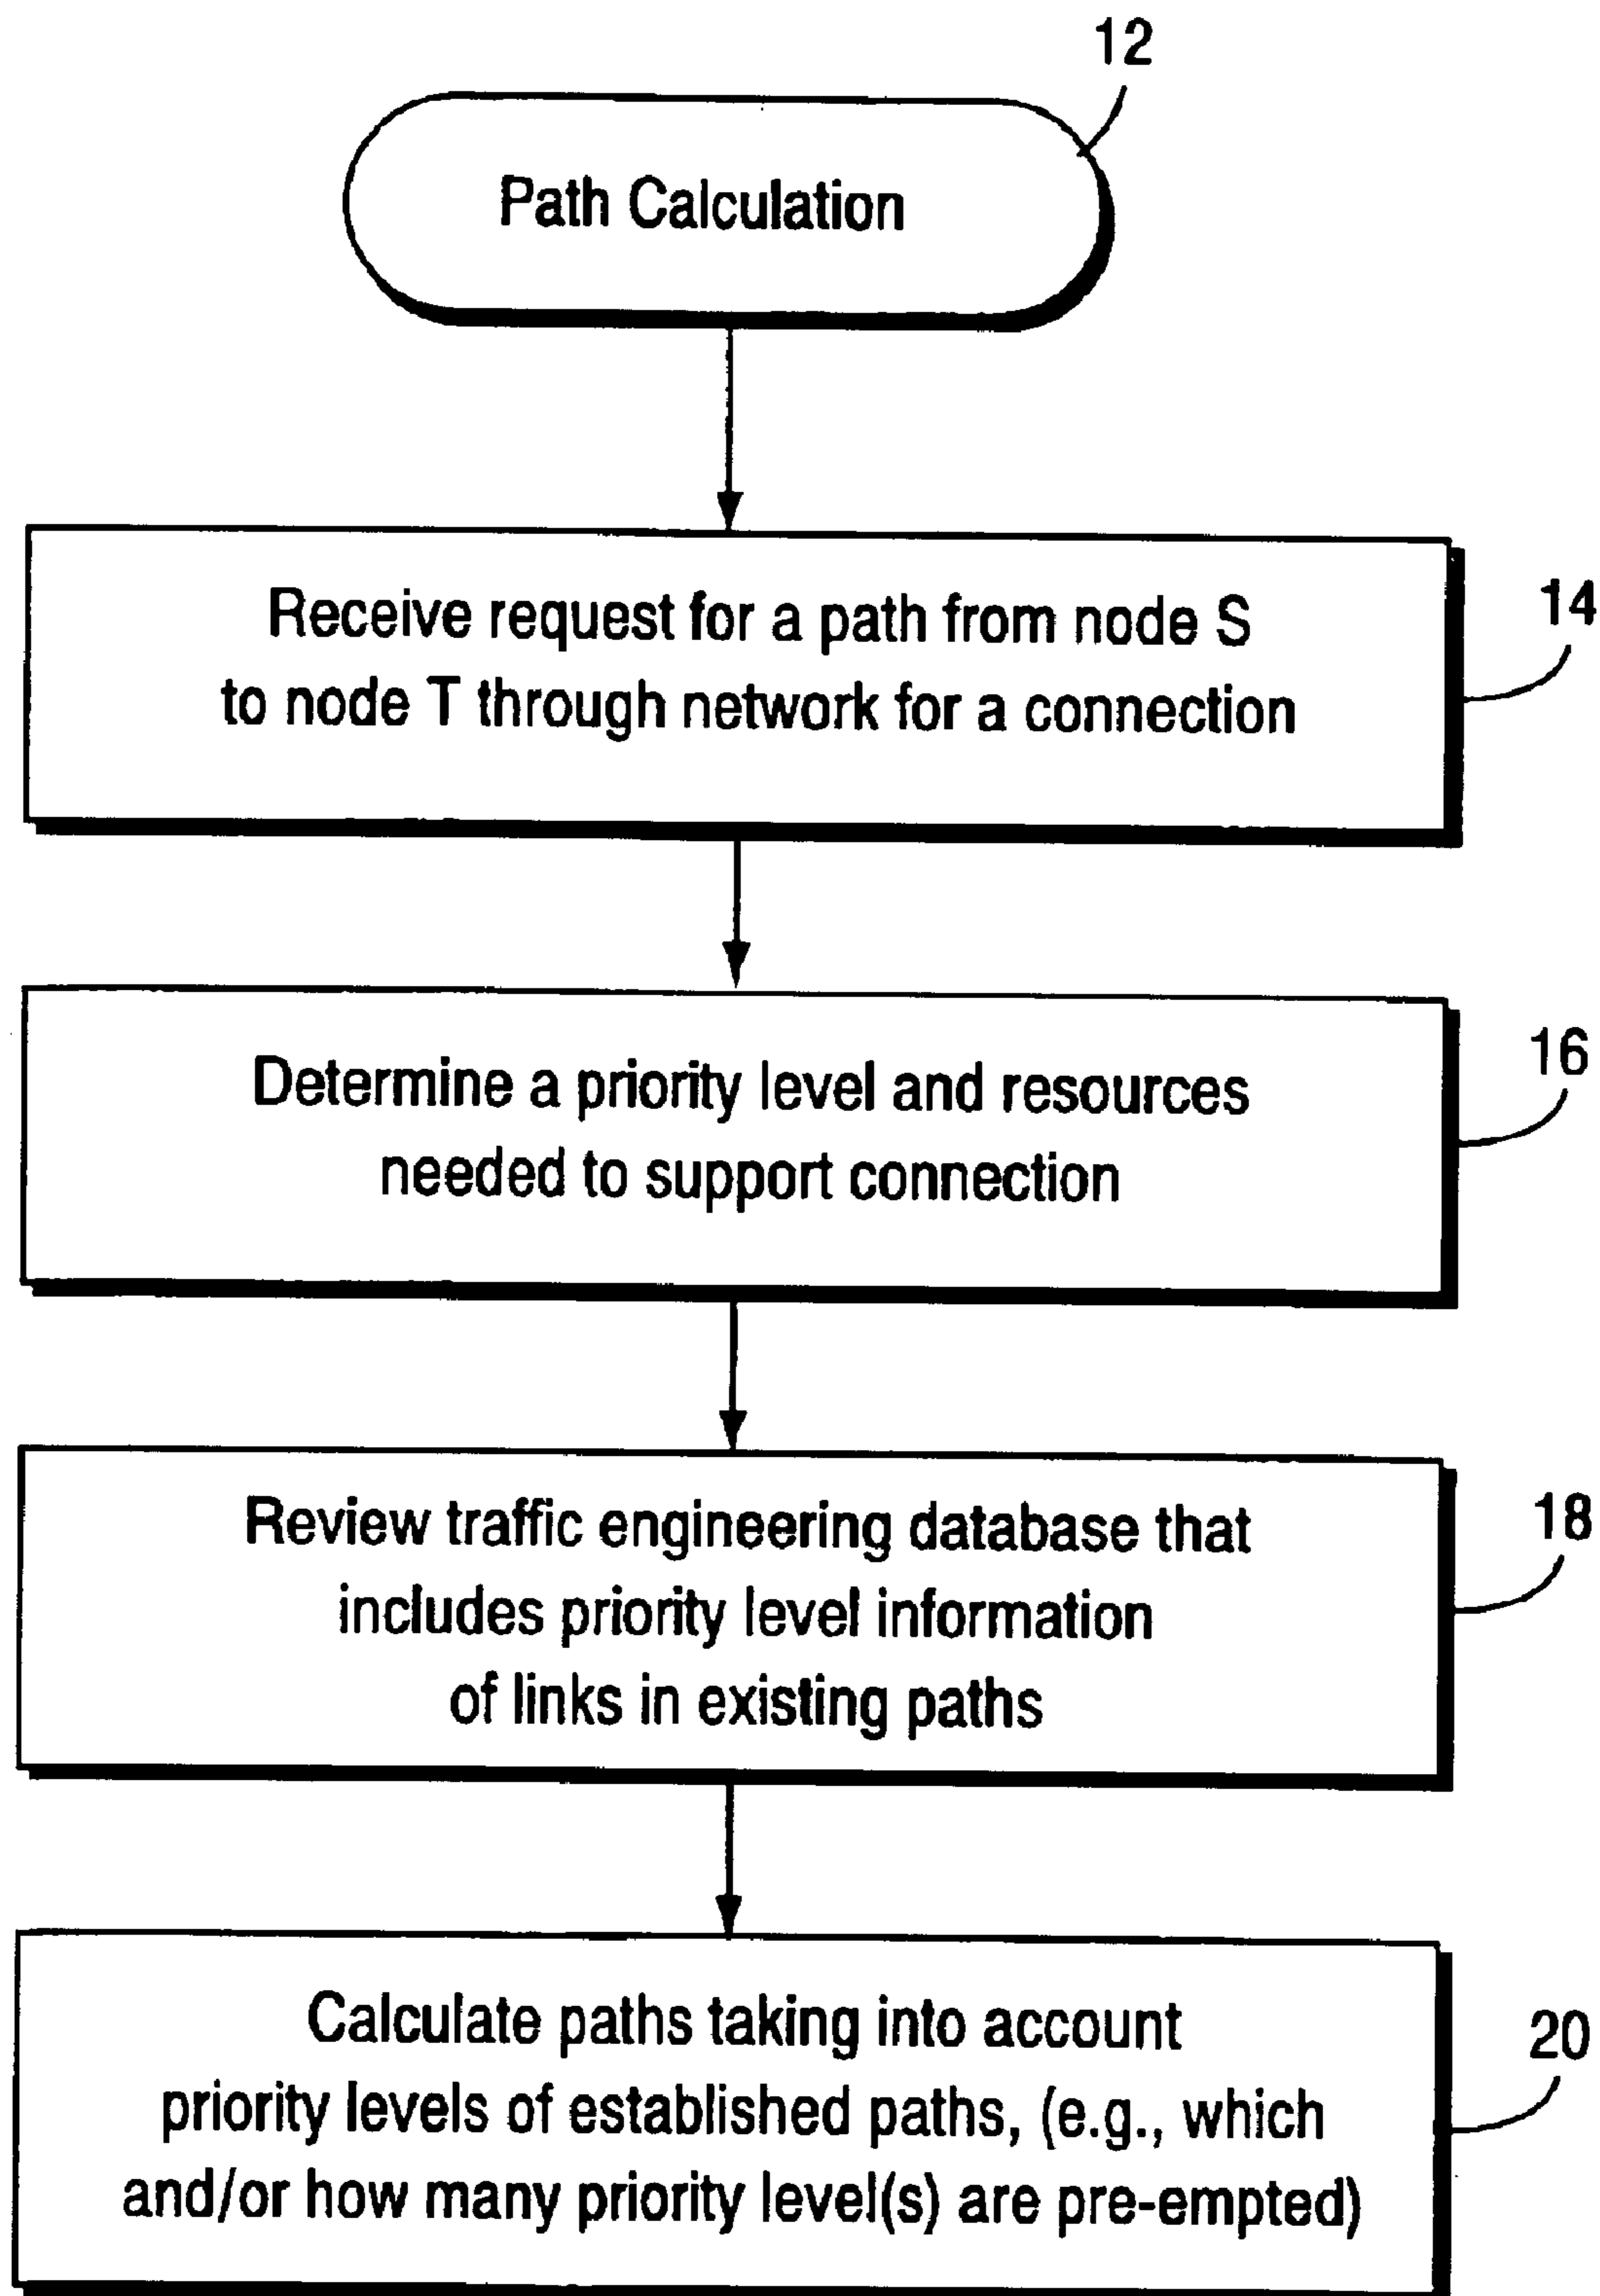 12
Path Calculation
Receive request for a path from node S
to node T through network for a connection
14
Determine a priority level and resources
needed to support connection
16
Review traffic engineering database that
includes priority level information
of links in existing paths
18
Calculate paths taking into account
priority levels of established paths, (e.g., which
and/or how many priority level(s) are pre-empted)
20